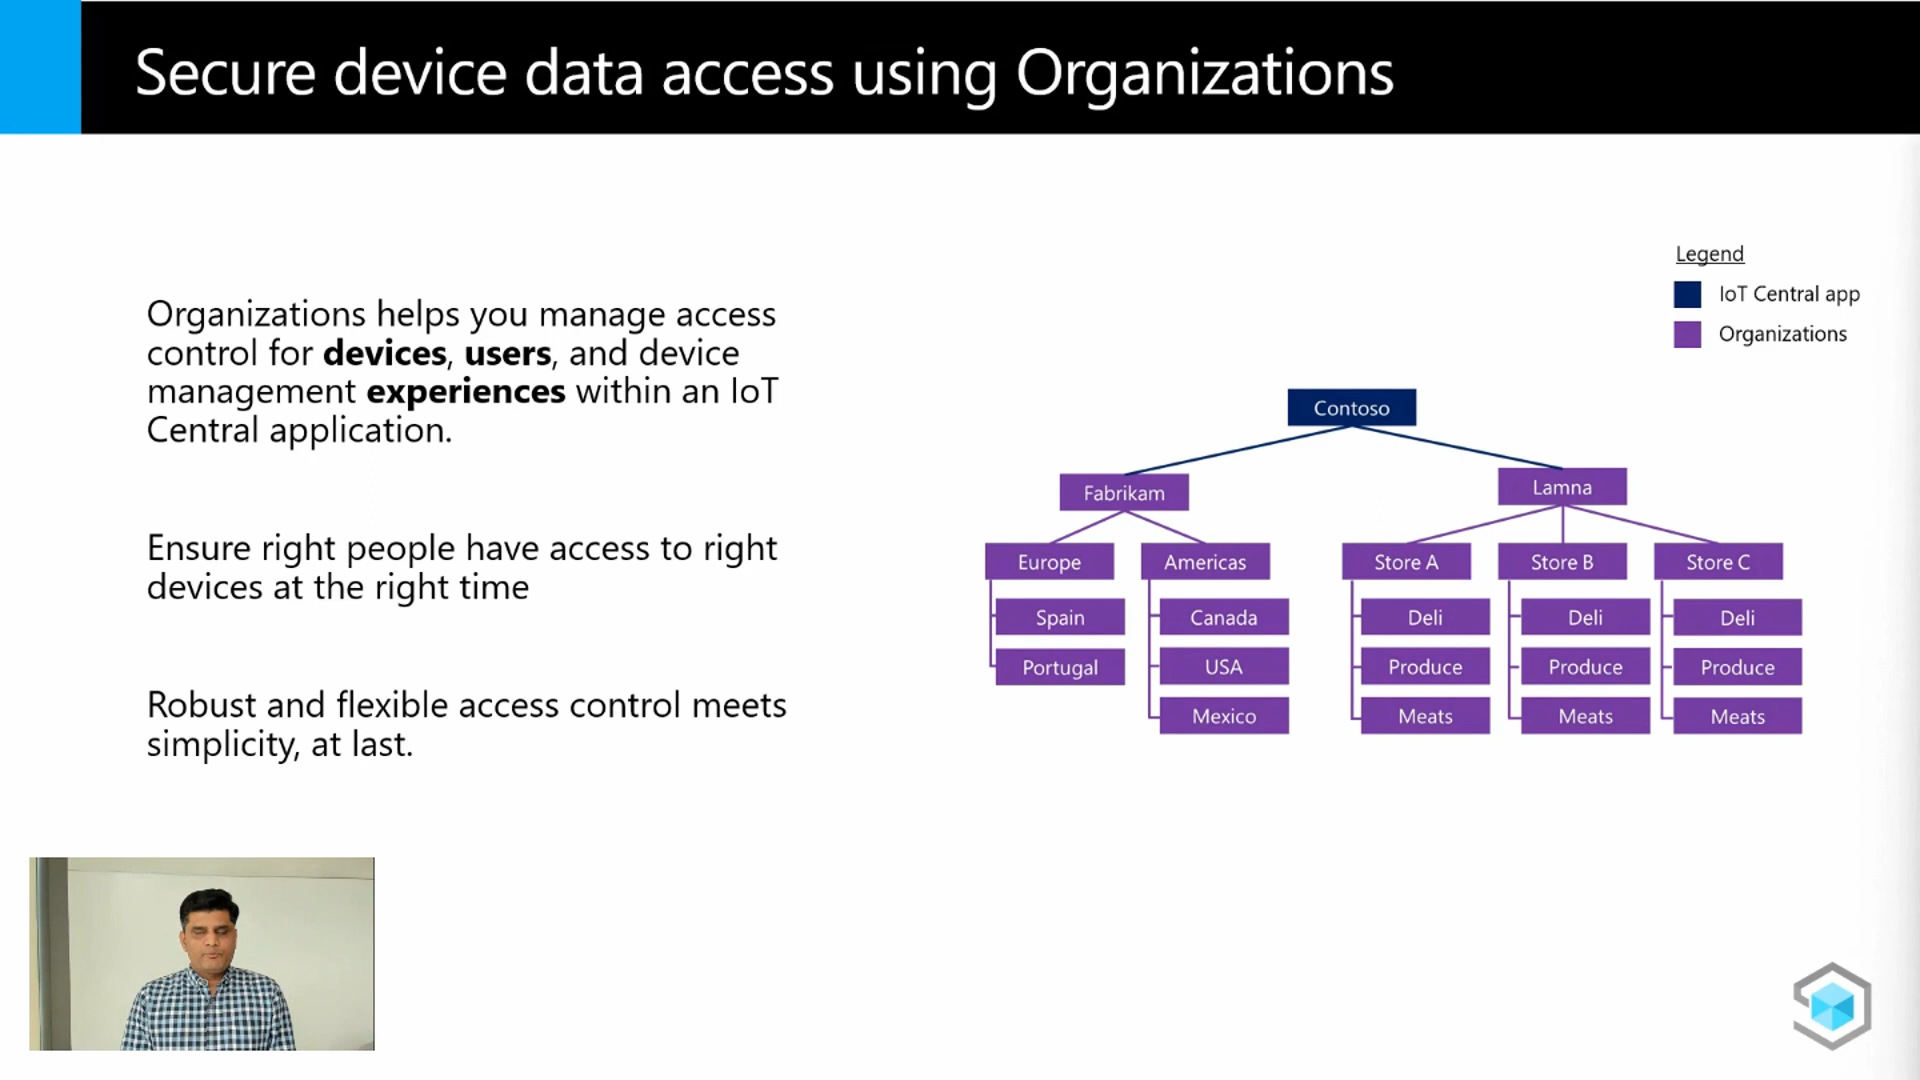 Secure device data access using Organizations
Organizations helps you manage access
control for devices, users, and device
management experiences within an IoT
Central application.
Ensure right people have access to right
devices at the right time
Robust and flexible access control meets
simplicity, at last.
Legend
IoT Central app
Organizations
Contoso
Fabrikam
Lamna
Europe
Americas
Store A
Store B
Store C
Spain
Canada
Deli
Deli
Deli
Portugal
USA
Produce
Produce
Produce
Mexico
Meats
Meats
Meats